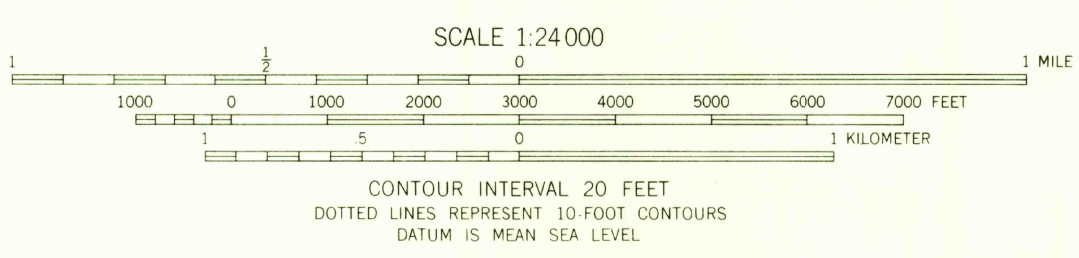 SCALE 1:24 000
1 1/2 0 1 MILE
1000 0 1000 2000 3000 4000 5000 6000 7000 FEET
1 .5 0 1 KILOMETER
CONTOUR INTERVAL 20 FEET
DOTTED LINES REPRESENT 10-FOOT CONTOURS
DATUM IS MEAN SEA LEVEL